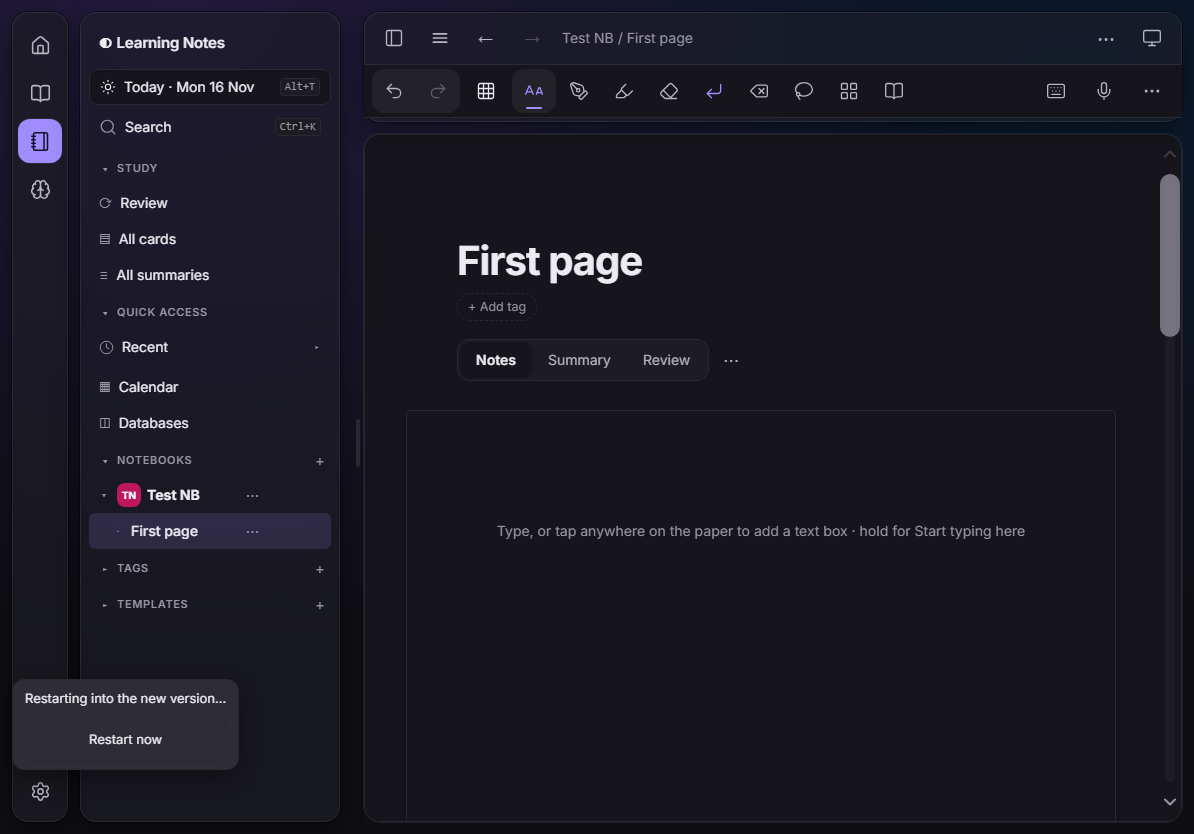 Learning Notes
Today · Mon 16 Nov Alt+T
Search Ctrl+K
STUDY
Review
All cards
All summaries
QUICK ACCESS
Recent
Calendar
Databases
NOTEBOOKS +
TN Test NB ...
· First page ...
TAGS +
TEMPLATES +
Restarting into the new version...
Restart now
← → Test NB / First page ...
AA ...
First page
+ Add tag
Notes Summary Review ...
Type, or tap anywhere on the paper to add a text box · hold for Start typing here